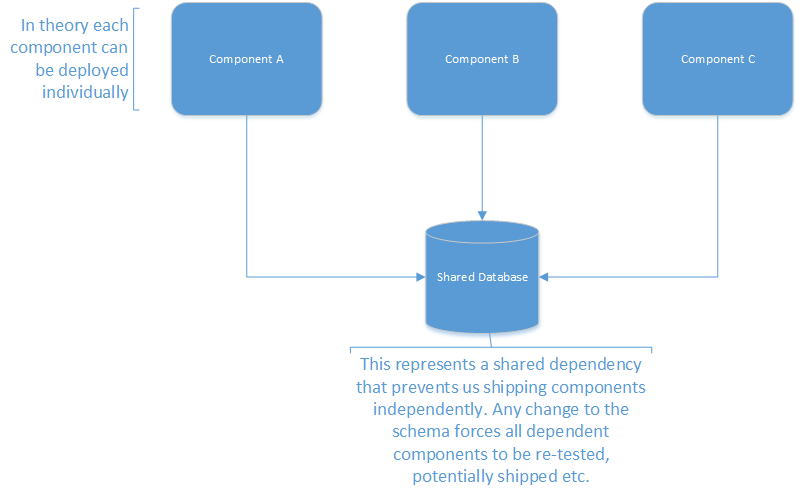 In theory each
component can
be deployed
individually
Component A
Component B
Component C
Shared Database
This represents a shared dependency
that prevents us shipping components
independently. Any change to the
schema forces all dependent
components to be re-tested,
potentially shipped etc.